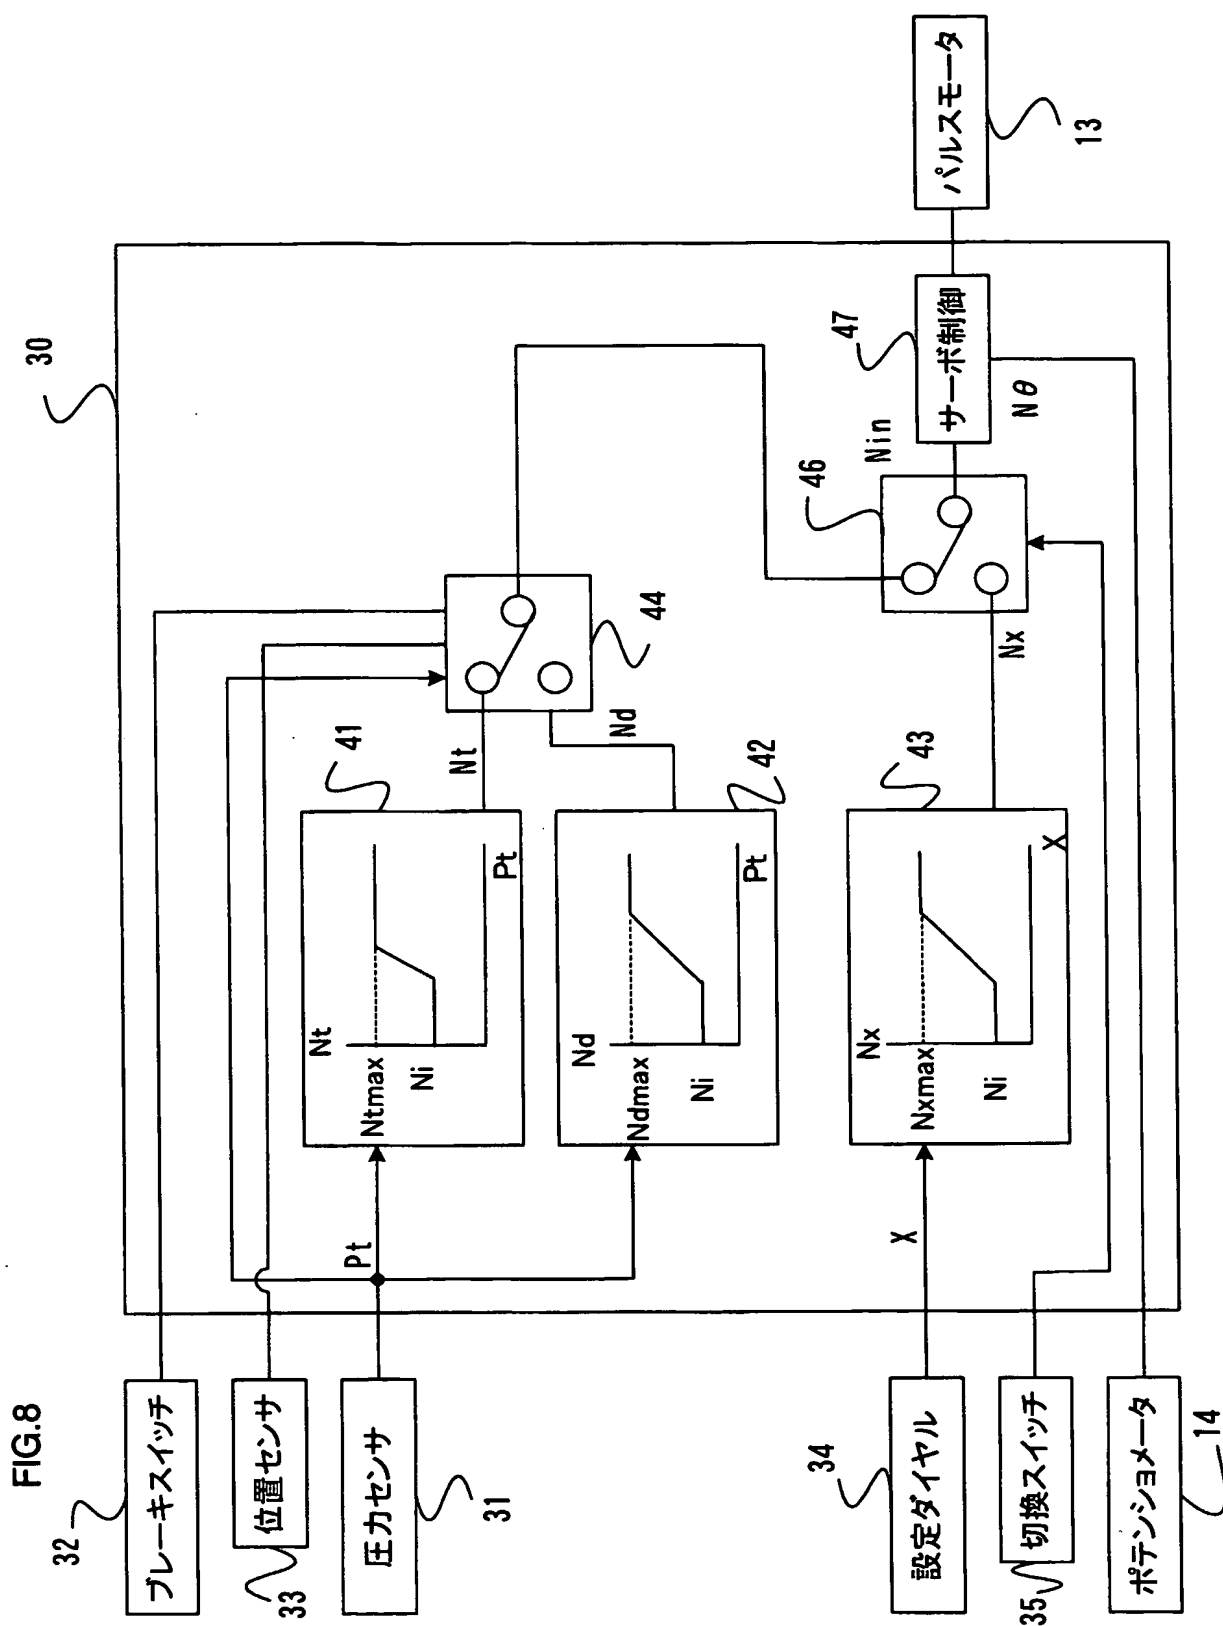 FIG.8
30
32
ブレーキスイッチ
33
位置センサ
圧力センサ
31
Pt
Nt
Ntmax
Ni
Pt
41
Nt
Nd
Ndmax
Ni
Pt
42
Nd
44
34
設定ダイヤル
X
Nx
Nxmax
Ni
X
43
Nx
46
Nin
47
サーボ制御
Nθ
パルスモータ
13
35
切換スイッチ
ポテンショメータ
14